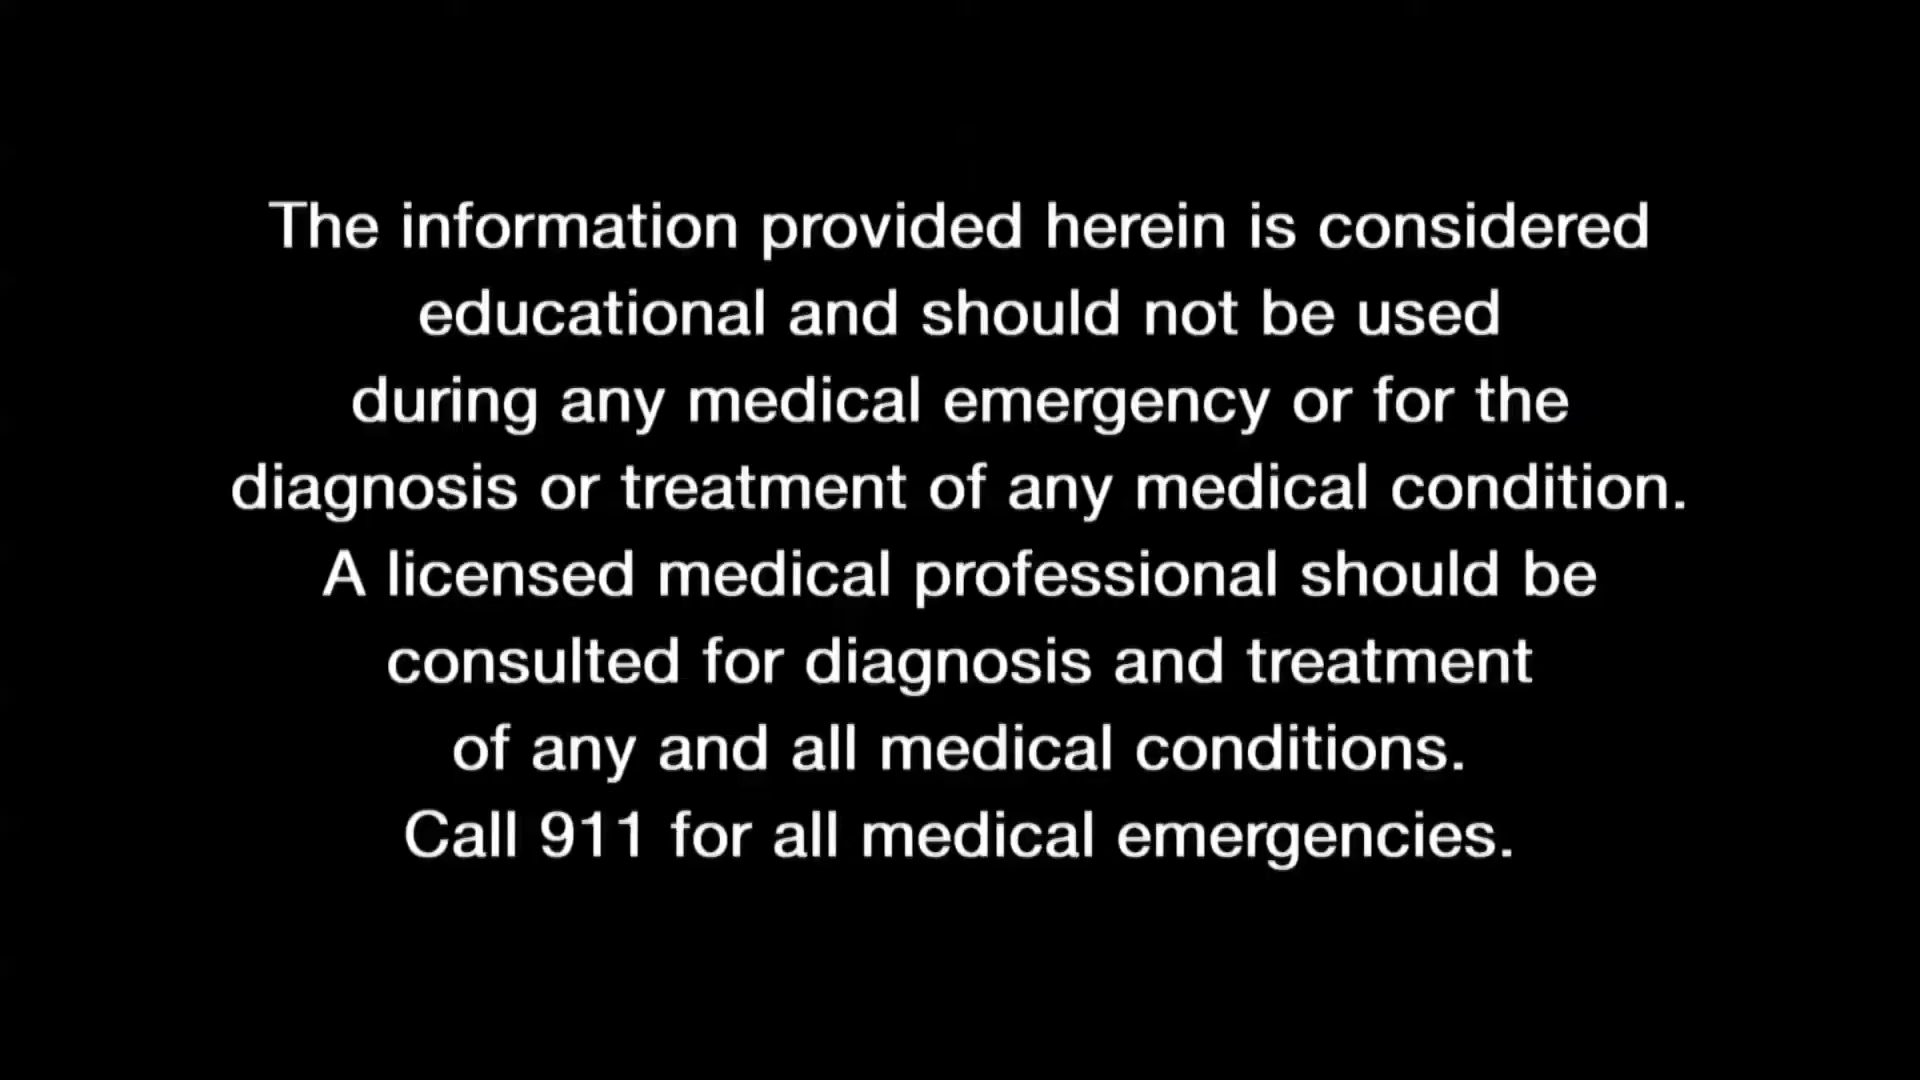 The information provided herein is considered
educational and should not be used
during any medical emergency or for the
diagnosis or treatment of any medical condition.
A licensed medical professional should be
consulted for diagnosis and treatment
of any and all medical conditions.
Call 911 for all medical emergencies.